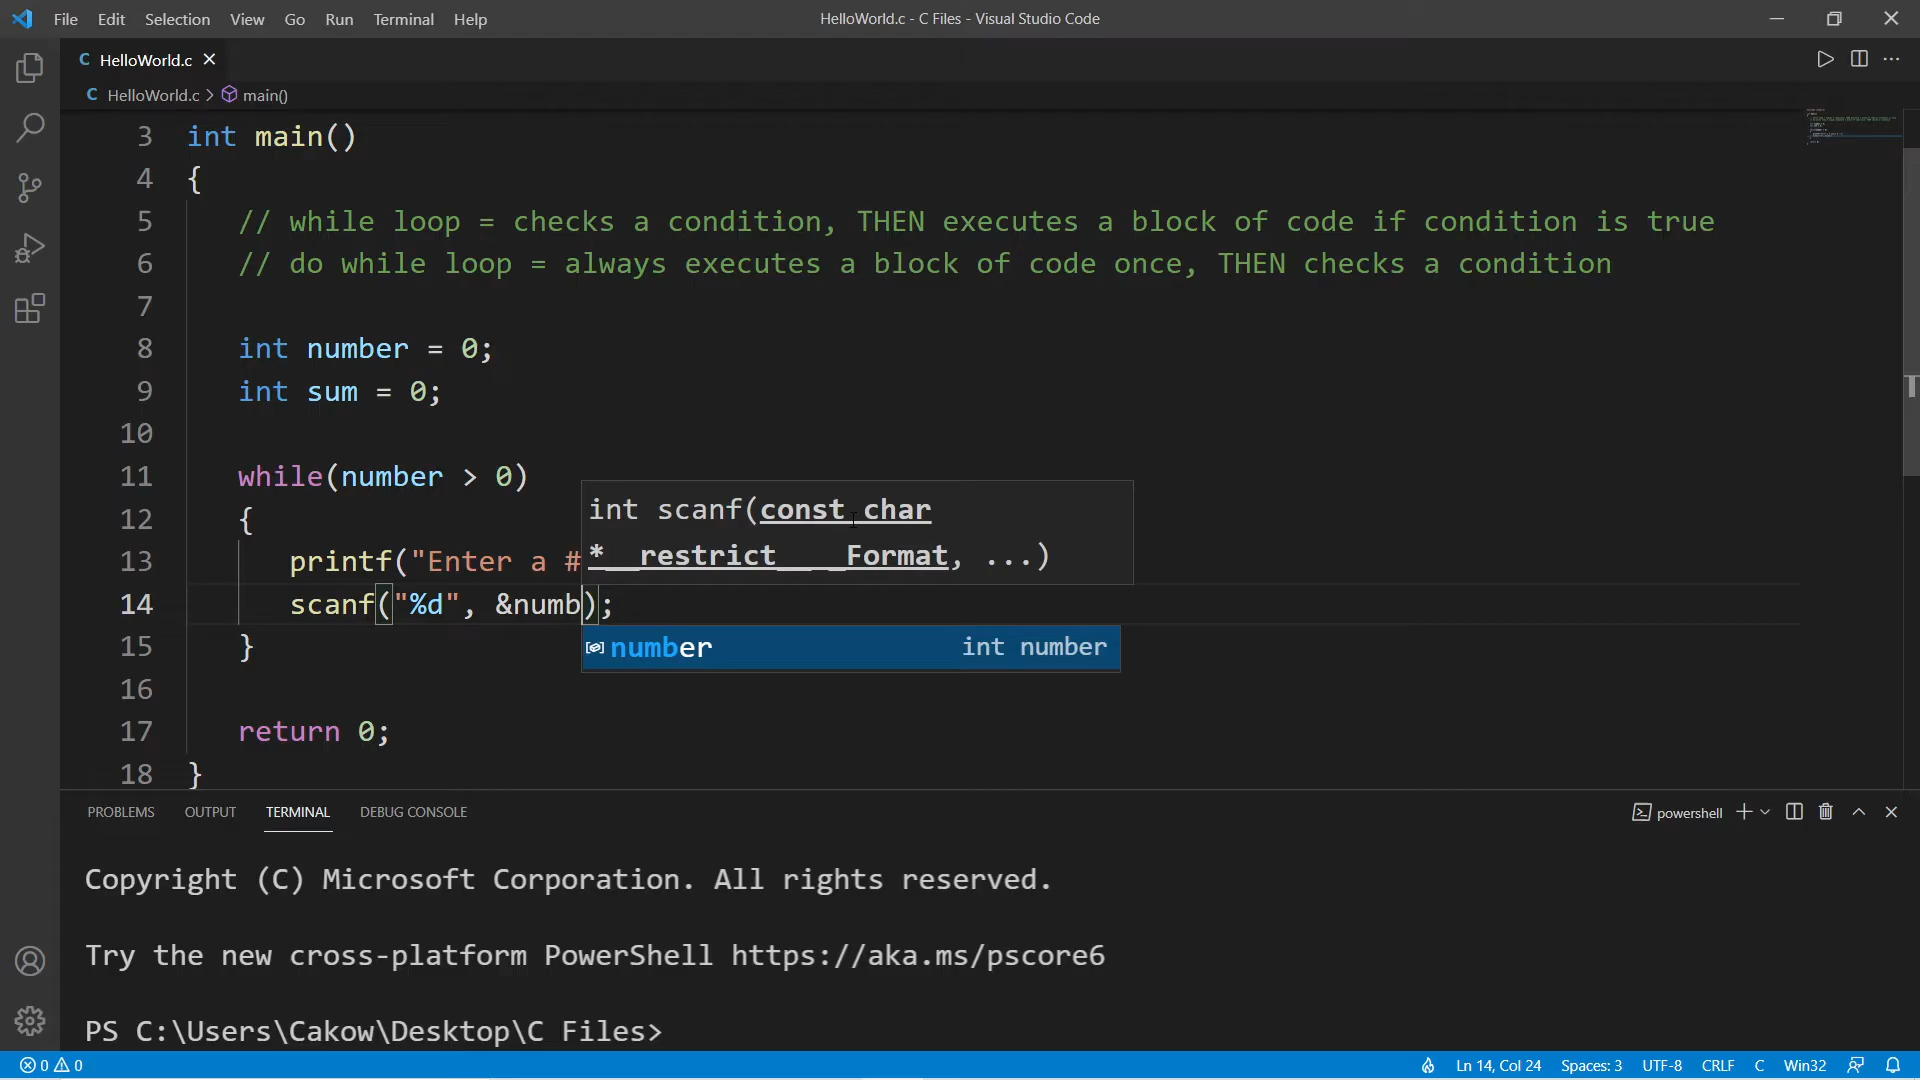 File Edit Selection View Go Run Terminal Help HelloWorld.c - C Files - Visual Studio Code
C HelloWorld.c
C HelloWorld.c > main()
3 int main()
4 {
5 // while loop = checks a condition, THEN executes a block of code if condition is true
6 // do while loop = always executes a block of code once, THEN checks a condition
7
8 int number = 0;
9 int sum = 0;
10
11 while(number > 0)
12 {
int scanf(const char
*__restrict__ _Format, ...)
13 printf("Enter a #
14 scanf("%d", &numb);
15 }
number int number
16
17 return 0;
18 }
PROBLEMS OUTPUT TERMINAL DEBUG CONSOLE powershell
Copyright (C) Microsoft Corporation. All rights reserved.
Try the new cross-platform PowerShell https://aka.ms/pscore6
PS C:\Users\Cakow\Desktop\C Files>
0 0 Ln 14, Col 24 Spaces: 3 UTF-8 CRLF C Win32